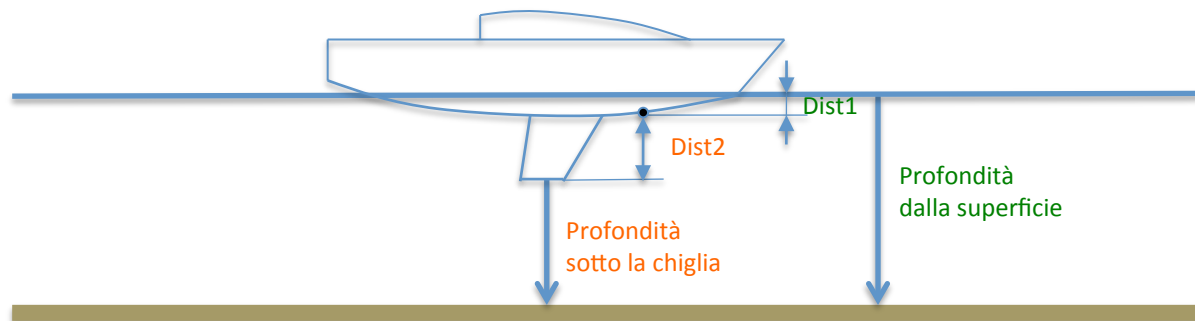 Dist1
Dist2
Profondità
dalla superficie
Profondità
sotto la chiglia